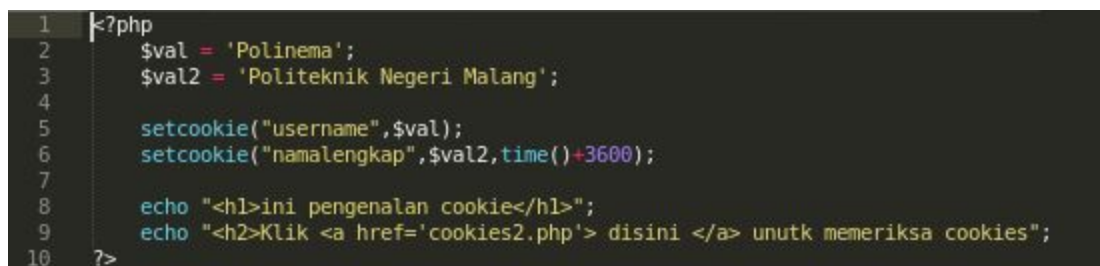 1 <?php
2 $val = 'Polinema';
3 $val2 = 'Politeknik Negeri Malang';
4
5 setcookie("username",$val);
6 setcookie("namalengkap",$val2,time()+3600);
7
8 echo "<h1>ini pengenalan cookie</h1>";
9 echo "<h2>Klik <a href='cookies2.php'> disini </a> unutk memeriksa cookies";
10 ?>